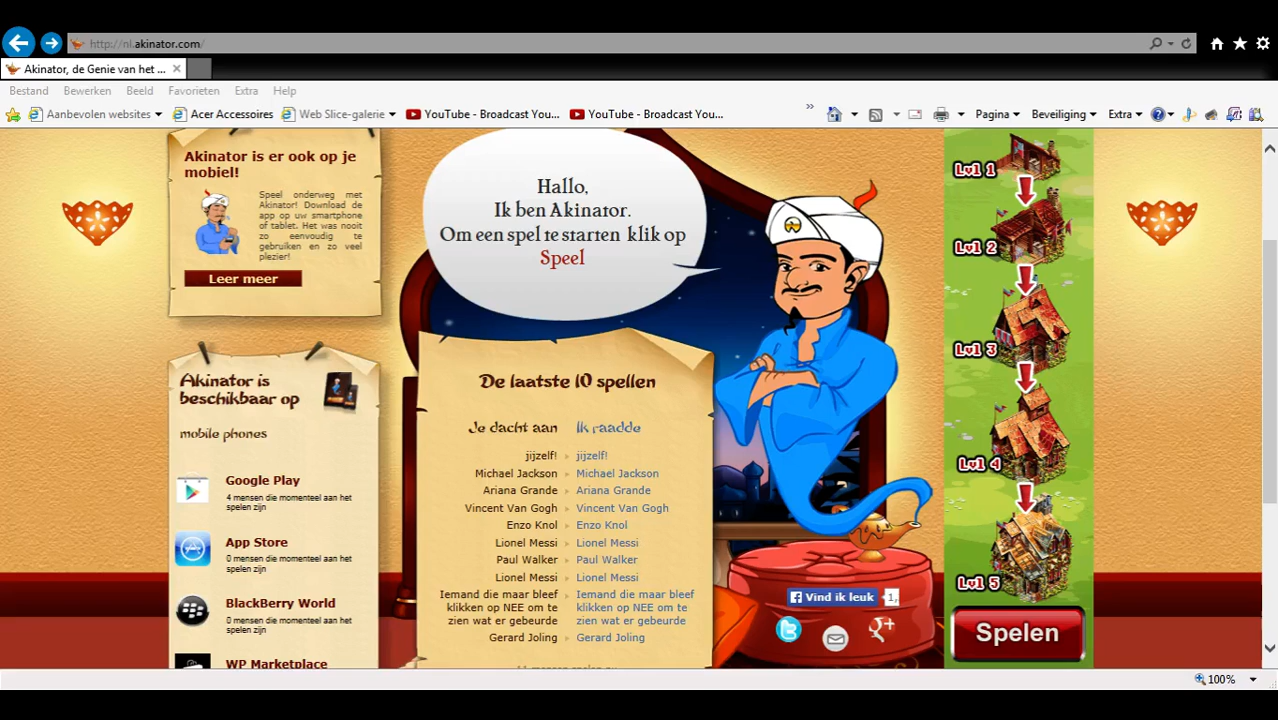 http://nl.akinator.com/
Akinator, de Genie van het ...
Bestand Bewerken Beeld Favorieten Extra Help
Aanbevolen websites Acer Accessoires Web Slice-galerie YouTube - Broadcast You... YouTube - Broadcast You... » Pagina Beveiliging Extra
Akinator is er ook op je
mobiel!
Speel onderweg met
Akinator! Download de
app op uw smartphone
of tablet. Het was nooit
zo eenvoudig te
gebruiken en zo veel
plezier!
Leer meer
Akinator is
beschikbaar op
mobile phones
Google Play
4 mensen die momenteel aan het
spelen zijn
App Store
0 mensen die momenteel aan het
spelen zijn
BlackBerry World
0 mensen die momenteel aan het
spelen zijn
WP Marketplace
Hallo,
Ik ben Akinator.
Om een spel te starten klik op
Speel
De laatste 10 spellen
Je dacht aan Ik raadde
jijzelf! jijzelf!
Michael Jackson Michael Jackson
Ariana Grande Ariana Grande
Vincent Van Gogh Vincent Van Gogh
Enzo Knol Enzo Knol
Lionel Messi Lionel Messi
Paul Walker Paul Walker
Lionel Messi Lionel Messi
Iemand die maar bleef Iemand die maar bleef
klikken op NEE om te klikken op NEE om te
zien wat er gebeurde zien wat er gebeurde
Gerard Joling Gerard Joling
Vind ik leuk 1,
Lvl 1
Lvl 2
Lvl 3
Lvl 4
Lvl 5
Spelen
100%